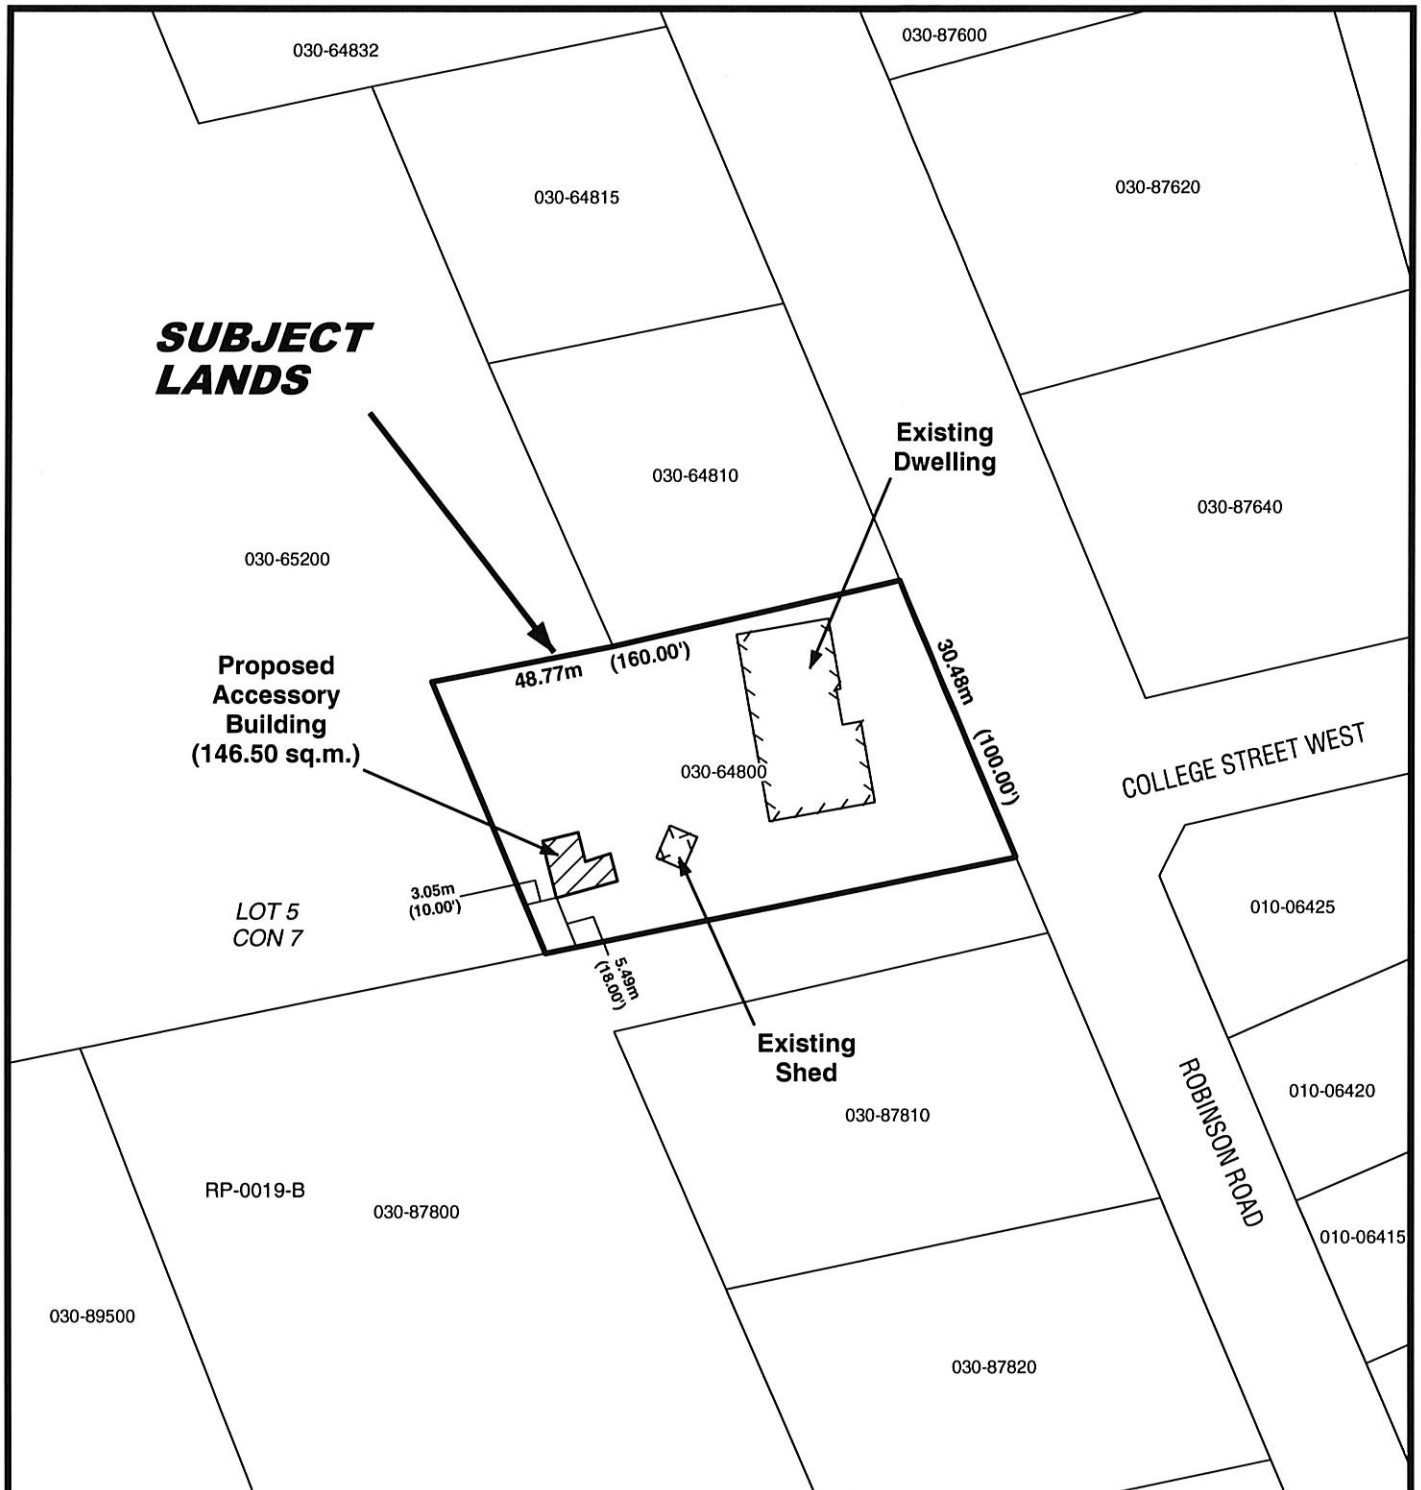 030-64832
030-87600
030-64815
030-87620
SUBJECT
LANDS
Existing
Dwelling
030-64810
030-87640
030-65200
Proposed
Accessory
Building
(146.50 sq.m.)
48.77m (160.00')
30.48m (100.00')
030-64800
COLLEGE STREET WEST
3.05m
(10.00')
LOT 5
CON 7
5.49m
(18.00')
010-06425
Existing
Shed
ROBINSON ROAD
010-06420
030-87810
RP-0019-B
030-87800
010-06415
030-89500
030-87820